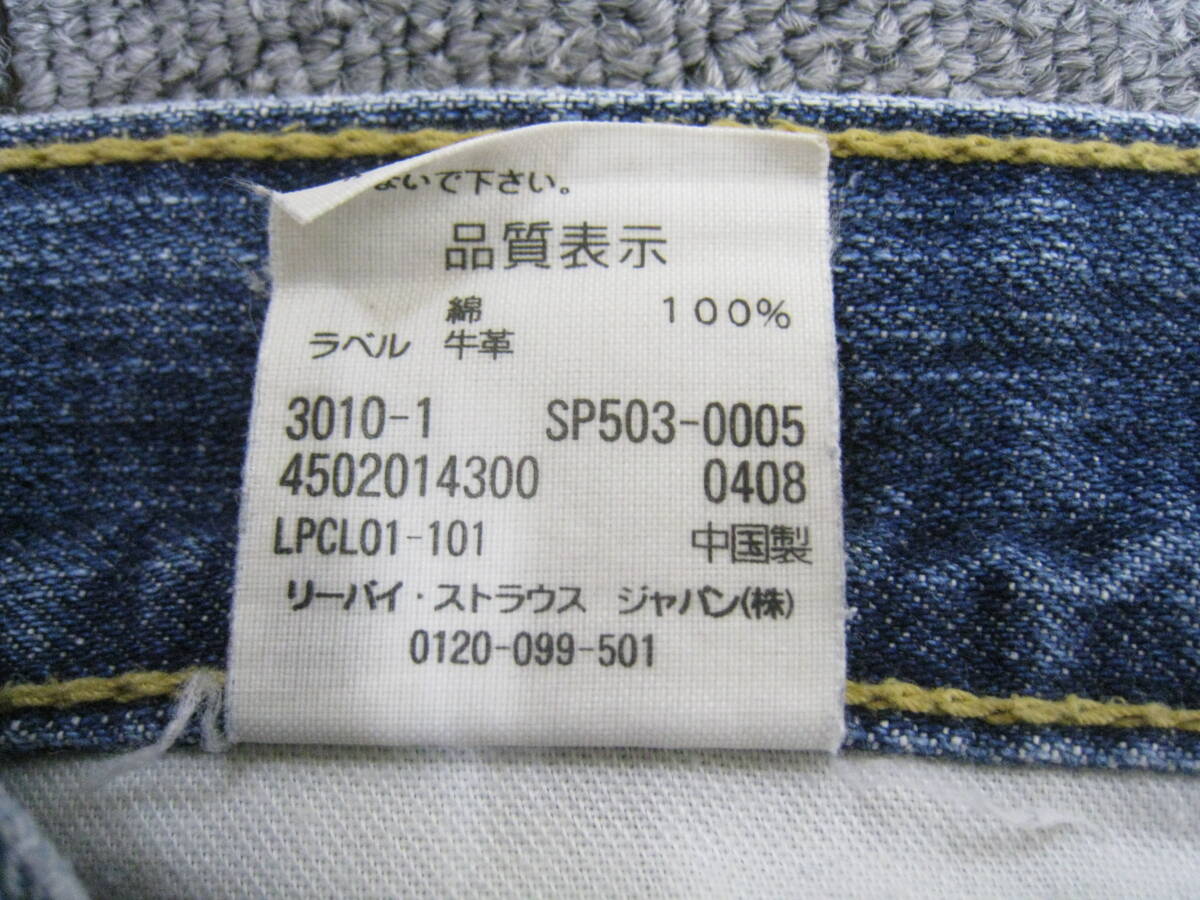 ないで下さい。
品質表示
綿 100%
ラベル 牛革
3010-1 SP503-0005
4502014300 0408
LPCL01-101 中国製
リーバイ・ストラウス ジャパン(株)
0120-099-501